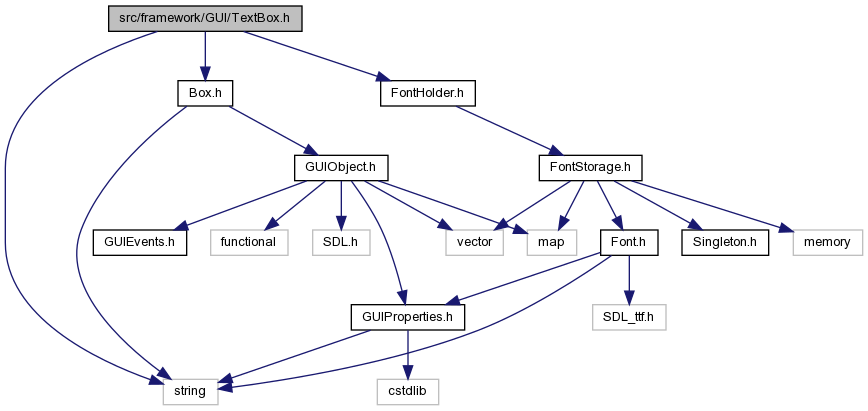 src/framework/GUI/TextBox.h
Box.h
FontHolder.h
GUIObject.h
FontStorage.h
GUIEvents.h
functional
SDL.h
vector
map
Font.h
Singleton.h
memory
GUIProperties.h
SDL_ttf.h
string
cstdlib